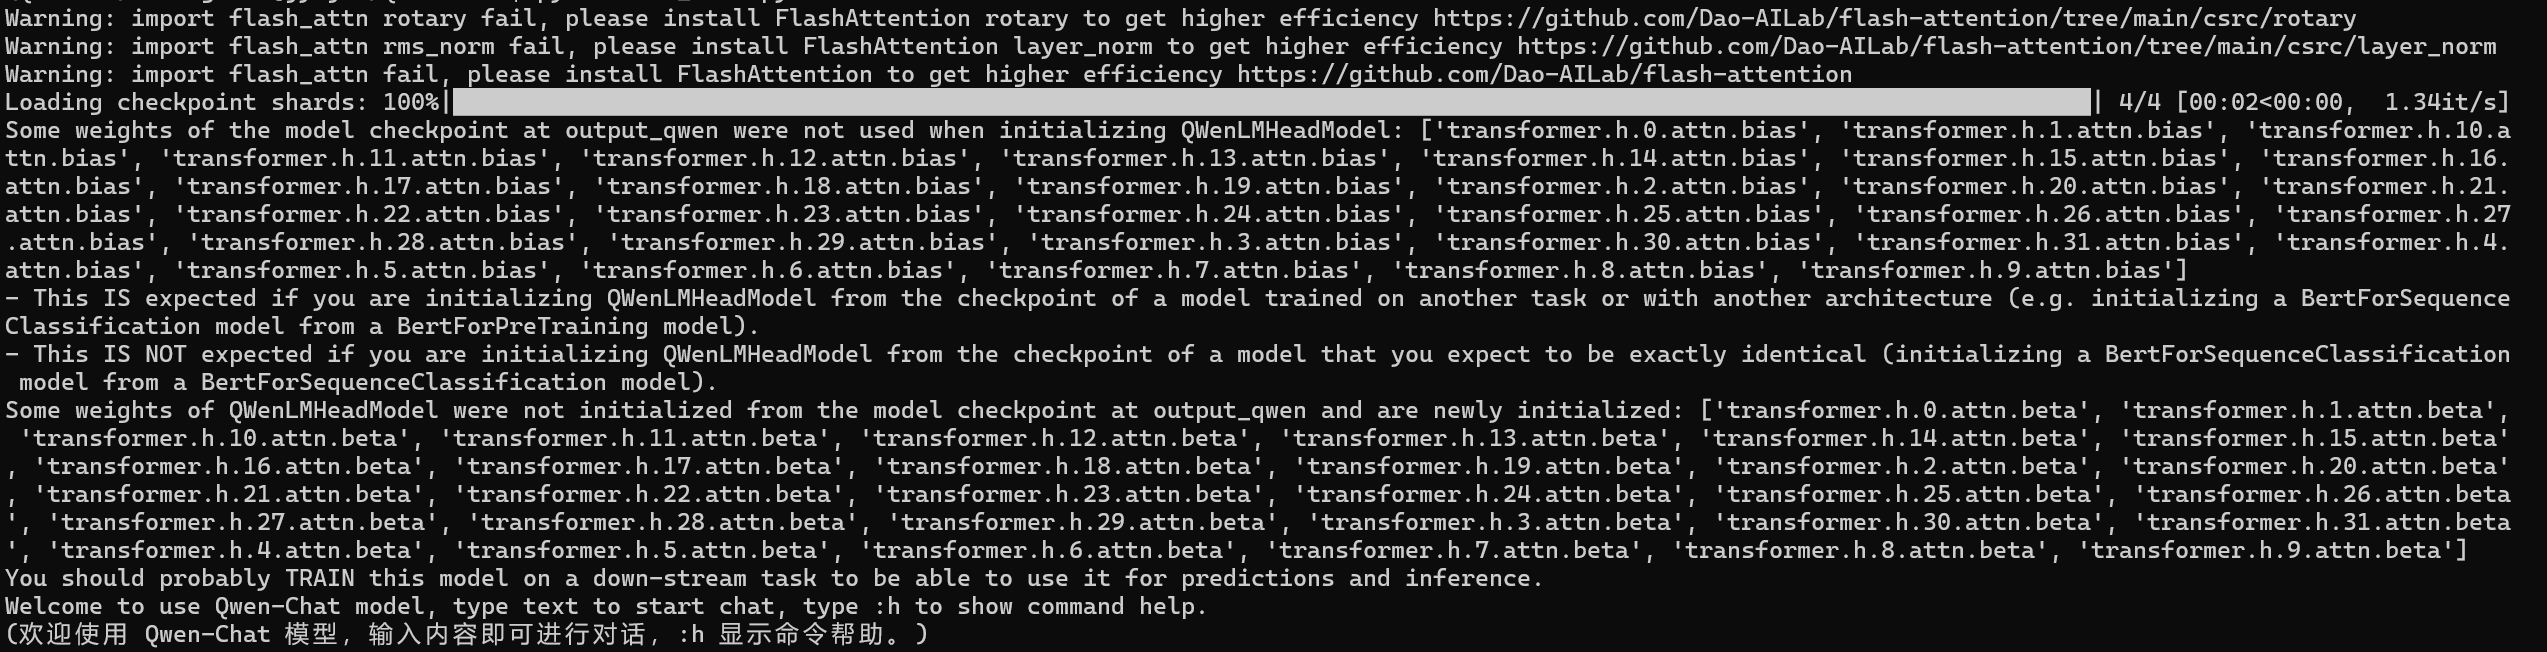 Warning: import flash_attn rotary fail, please install FlashAttention rotary to get higher efficiency https://github.com/Dao-AILab/flash-attention/tree/main/csrc/rotary
Warning: import flash_attn rms_norm fail, please install FlashAttention layer_norm to get higher efficiency https://github.com/Dao-AILab/flash-attention/tree/main/csrc/layer_norm
Warning: import flash_attn fail, please install FlashAttention to get higher efficiency https://github.com/Dao-AILab/flash-attention
Loading checkpoint shards: 100%| | 4/4 [00:02<00:00,  1.34it/s]
Some weights of the model checkpoint at output_qwen were not used when initializing QWenLMHeadModel: ['transformer.h.0.attn.bias', 'transformer.h.1.attn.bias', 'transformer.h.10.a
ttn.bias', 'transformer.h.11.attn.bias', 'transformer.h.12.attn.bias', 'transformer.h.13.attn.bias', 'transformer.h.14.attn.bias', 'transformer.h.15.attn.bias', 'transformer.h.16.
attn.bias', 'transformer.h.17.attn.bias', 'transformer.h.18.attn.bias', 'transformer.h.19.attn.bias', 'transformer.h.2.attn.bias', 'transformer.h.20.attn.bias', 'transformer.h.21.
attn.bias', 'transformer.h.22.attn.bias', 'transformer.h.23.attn.bias', 'transformer.h.24.attn.bias', 'transformer.h.25.attn.bias', 'transformer.h.26.attn.bias', 'transformer.h.27
.attn.bias', 'transformer.h.28.attn.bias', 'transformer.h.29.attn.bias', 'transformer.h.3.attn.bias', 'transformer.h.30.attn.bias', 'transformer.h.31.attn.bias', 'transformer.h.4.
attn.bias', 'transformer.h.5.attn.bias', 'transformer.h.6.attn.bias', 'transformer.h.7.attn.bias', 'transformer.h.8.attn.bias', 'transformer.h.9.attn.bias']
- This IS expected if you are initializing QWenLMHeadModel from the checkpoint of a model trained on another task or with another architecture (e.g. initializing a BertForSequence
Classification model from a BertForPreTraining model).
- This IS NOT expected if you are initializing QWenLMHeadModel from the checkpoint of a model that you expect to be exactly identical (initializing a BertForSequenceClassification
 model from a BertForSequenceClassification model).
Some weights of QWenLMHeadModel were not initialized from the model checkpoint at output_qwen and are newly initialized: ['transformer.h.0.attn.beta', 'transformer.h.1.attn.beta',
 'transformer.h.10.attn.beta', 'transformer.h.11.attn.beta', 'transformer.h.12.attn.beta', 'transformer.h.13.attn.beta', 'transformer.h.14.attn.beta', 'transformer.h.15.attn.beta'
, 'transformer.h.16.attn.beta', 'transformer.h.17.attn.beta', 'transformer.h.18.attn.beta', 'transformer.h.19.attn.beta', 'transformer.h.2.attn.beta', 'transformer.h.20.attn.beta'
, 'transformer.h.21.attn.beta', 'transformer.h.22.attn.beta', 'transformer.h.23.attn.beta', 'transformer.h.24.attn.beta', 'transformer.h.25.attn.beta', 'transformer.h.26.attn.beta
', 'transformer.h.27.attn.beta', 'transformer.h.28.attn.beta', 'transformer.h.29.attn.beta', 'transformer.h.3.attn.beta', 'transformer.h.30.attn.beta', 'transformer.h.31.attn.beta
', 'transformer.h.4.attn.beta', 'transformer.h.5.attn.beta', 'transformer.h.6.attn.beta', 'transformer.h.7.attn.beta', 'transformer.h.8.attn.beta', 'transformer.h.9.attn.beta']
You should probably TRAIN this model on a down-stream task to be able to use it for predictions and inference.
Welcome to use Qwen-Chat model, type text to start chat, type :h to show command help.
(欢迎使用 Qwen-Chat 模型，输入内容即可进行对话，:h 显示命令帮助。)